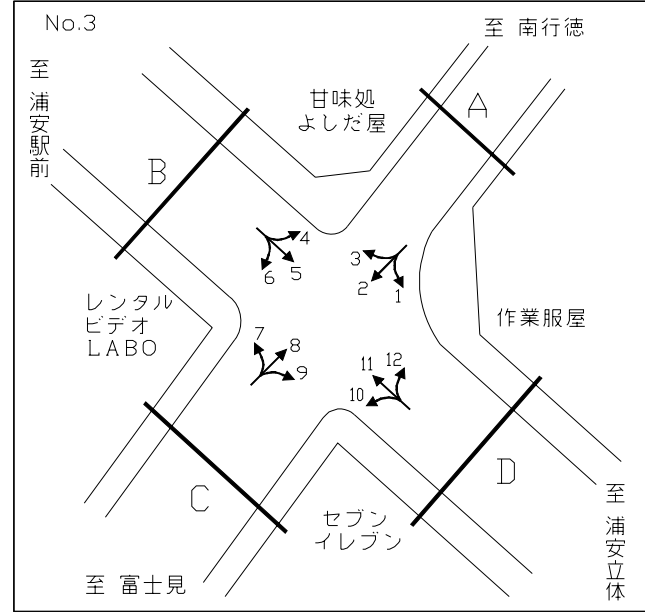 No.3
至 南行徳
至 浦安駅前
甘味処
よしだ屋
A
B
4
5
6
3
2
1
レンタル
ビデオ
LABO
作業服屋
7
8
9
11
12
10
C
D
セブン
イレブン
至 富士見
至 浦安立体